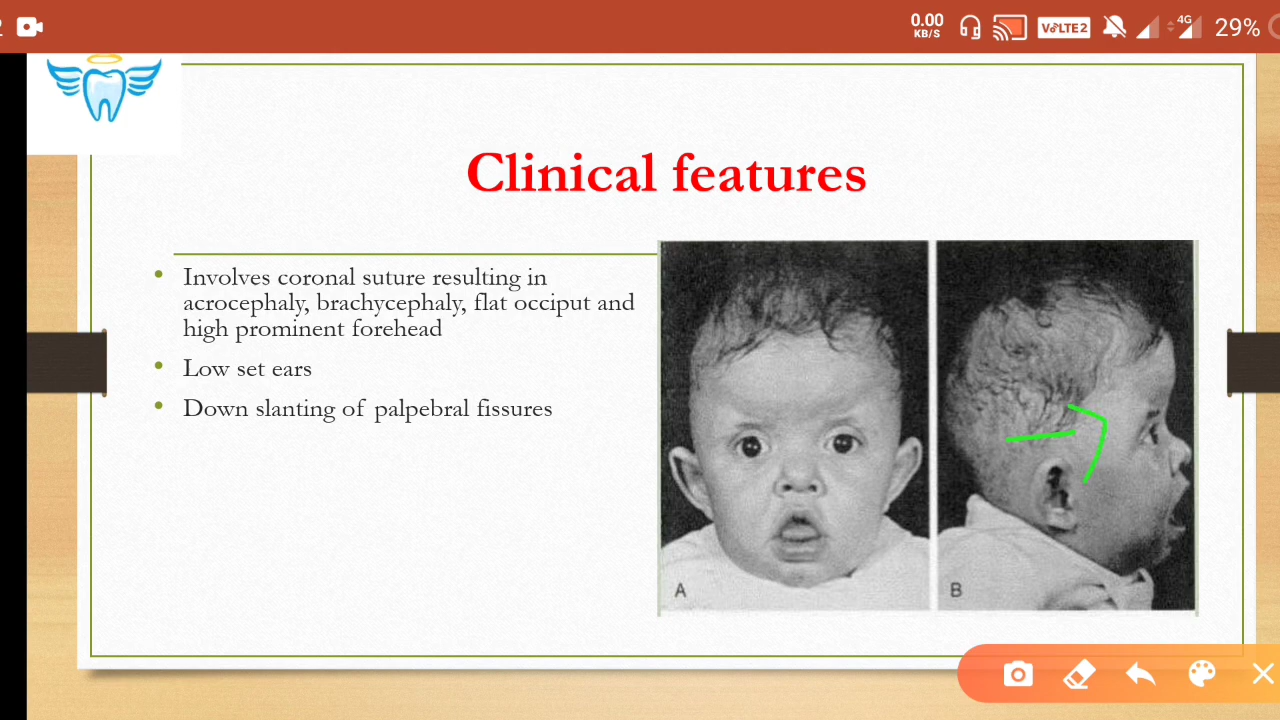 2
0.00
KB/S
VoLTE2
4G
29%
Clinical features
• Involves coronal suture resulting in
acrocephaly, brachycephaly, flat occiput and
high prominent forehead
• Low set ears
• Down slanting of palpebral fissures
A
B